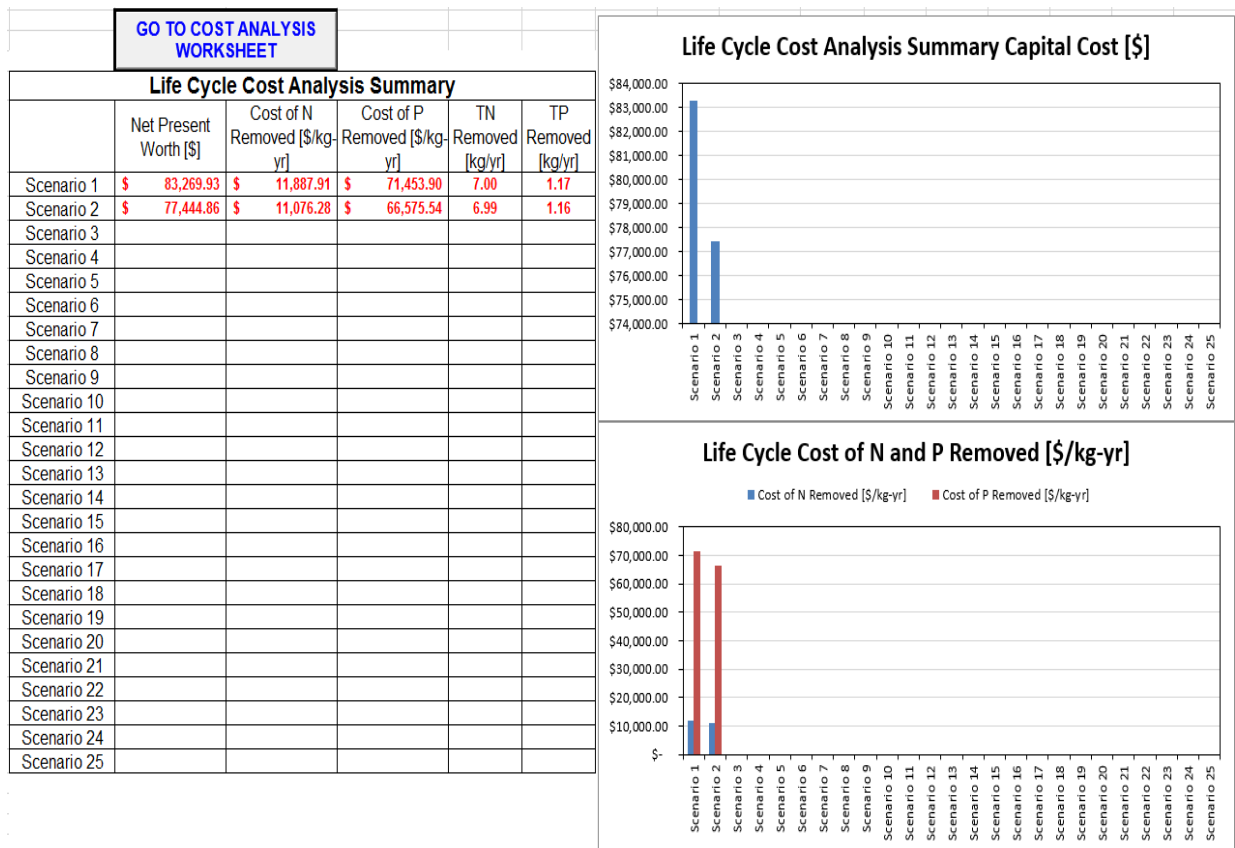 GO TO COST ANALYSIS
WORKSHEET
Life Cycle Cost Analysis Summary
Net Present
Worth [$]
Cost of N
Removed [$/kg-
yr]
Cost of P
Removed [$/kg-
yr]
TN
Removed
[kg/yr]
TP
Removed
[kg/yr]
Scenario 1 $ 83,269.93 $ 11,887.91 $ 71,453.90 7.00 1.17
Scenario 2 $ 77,444.86 $ 11,076.28 $ 66,575.54 6.99 1.16
Scenario 3
Scenario 4
Scenario 5
Scenario 6
Scenario 7
Scenario 8
Scenario 9
Scenario 10
Scenario 11
Scenario 12
Scenario 13
Scenario 14
Scenario 15
Scenario 16
Scenario 17
Scenario 18
Scenario 19
Scenario 20
Scenario 21
Scenario 22
Scenario 23
Scenario 24
Scenario 25
Life Cycle Cost Analysis Summary Capital Cost [$]
$84,000.00
$83,000.00
$82,000.00
$81,000.00
$80,000.00
$79,000.00
$78,000.00
$77,000.00
$76,000.00
$75,000.00
$74,000.00
Scenario 1
Scenario 2
Scenario 3
Scenario 4
Scenario 5
Scenario 6
Scenario 7
Scenario 8
Scenario 9
Scenario 10
Scenario 11
Scenario 12
Scenario 13
Scenario 14
Scenario 15
Scenario 16
Scenario 17
Scenario 18
Scenario 19
Scenario 20
Scenario 21
Scenario 22
Scenario 23
Scenario 24
Scenario 25
Life Cycle Cost of N and P Removed [$/kg-yr]
Cost of N Removed [$/kg-yr] Cost of P Removed [$/kg-yr]
$80,000.00
$70,000.00
$60,000.00
$50,000.00
$40,000.00
$30,000.00
$20,000.00
$10,000.00
$-
Scenario 1
Scenario 2
Scenario 3
Scenario 4
Scenario 5
Scenario 6
Scenario 7
Scenario 8
Scenario 9
Scenario 10
Scenario 11
Scenario 12
Scenario 13
Scenario 14
Scenario 15
Scenario 16
Scenario 17
Scenario 18
Scenario 19
Scenario 20
Scenario 21
Scenario 22
Scenario 23
Scenario 24
Scenario 25